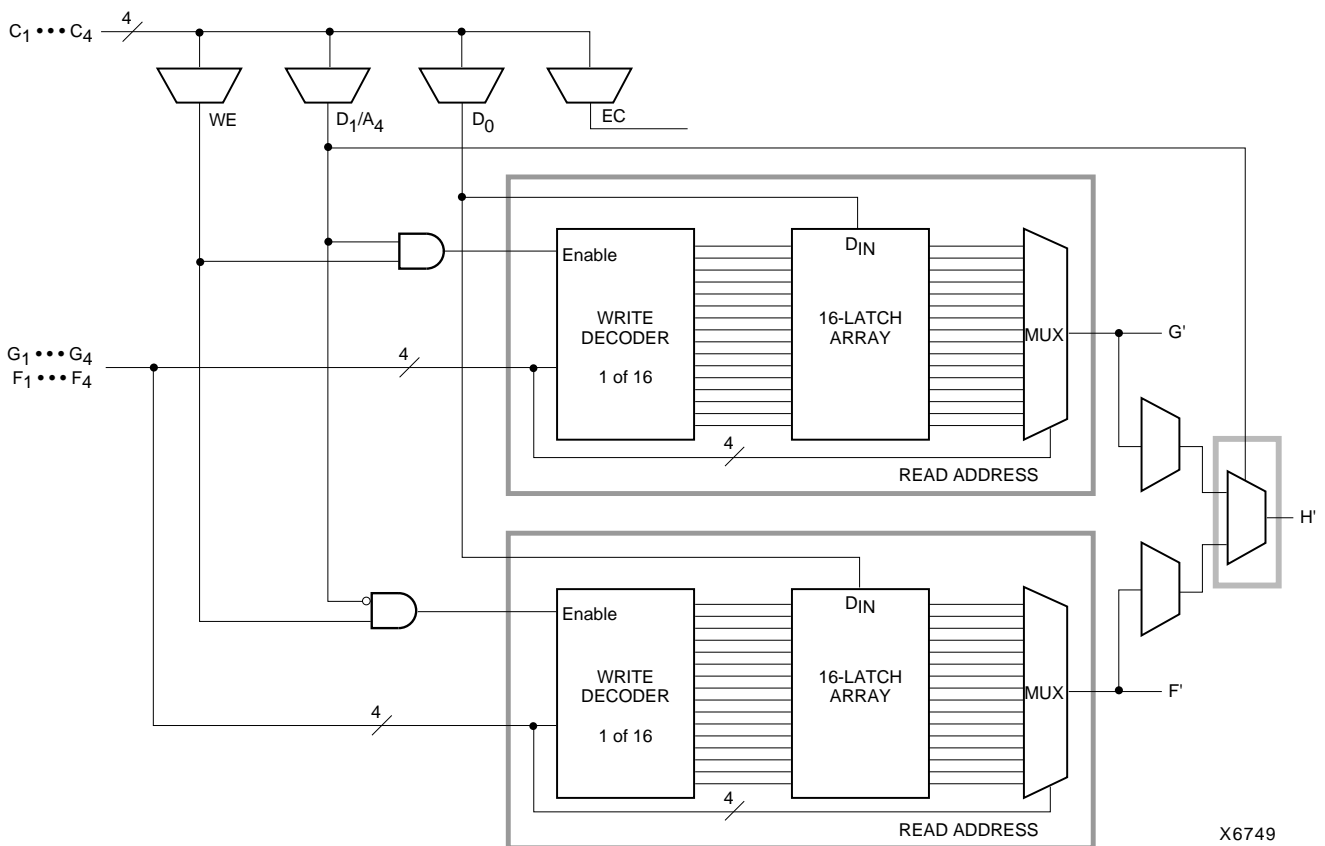 C1 ••• C4
4
WE
D1/A4
D0
EC
Enable
DIN
WRITE
DECODER
1 of 16
16-LATCH
ARRAY
MUX
G'
G1 ••• G4
F1 ••• F4
4
4
READ ADDRESS
H'
Enable
DIN
WRITE
DECODER
1 of 16
16-LATCH
ARRAY
MUX
F'
4
4
READ ADDRESS
X6749